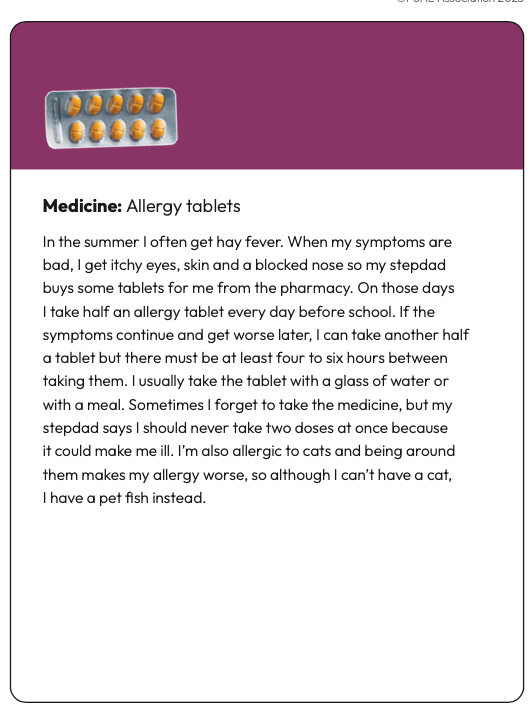 ©PSHE Association 2023
Medicine: Allergy tablets
In the summer I often get hay fever. When my symptoms are
bad, I get itchy eyes, skin and a blocked nose so my stepdad
buys some tablets for me from the pharmacy. On those days
I take half an allergy tablet every day before school. If the
symptoms continue and get worse later, I can take another half
a tablet but there must be at least four to six hours between
taking them. I usually take the tablet with a glass of water or
with a meal. Sometimes I forget to take the medicine, but my
stepdad says I should never take two doses at once because
it could make me ill. I’m also allergic to cats and being around
them makes my allergy worse, so although I can’t have a cat,
I have a pet fish instead.